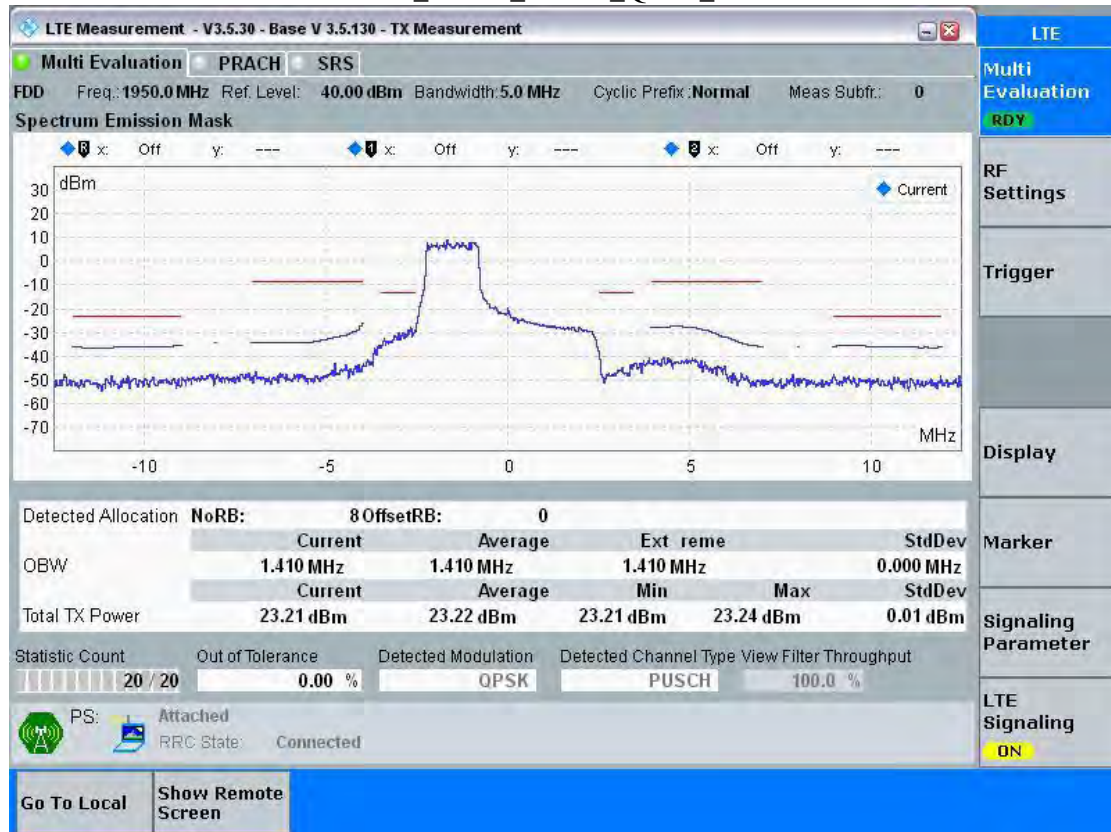 LTE Measurement - V3.5.30 - Base V 3.5.130 - TX Measurement
LTE
Multi Evaluation PRACH SRS
FDD Freq.: 1950.0 MHz Ref. Level: 40.00 dBm Bandwidth: 5.0 MHz Cyclic Prefix : Normal Meas Subfr.: 0
Spectrum Emission Mask
R x: Off y: --- 1 x: Off y: --- 2 x: Off y: ---
dBm
Current
30
20
10
0
-10
-20
-30
-40
-50
-60
-70
MHz
-10 -5 0 5 10
Detected Allocation NoRB: 8 OffsetRB: 0
Current Average Ext reme StdDev
OBW 1.410 MHz 1.410 MHz 1.410 MHz 0.000 MHz
Current Average Min Max StdDev
Total TX Power 23.21 dBm 23.22 dBm 23.21 dBm 23.24 dBm 0.01 dBm
Statistic Count Out of Tolerance Detected Modulation Detected Channel Type View Filter Throughput
20 / 20 0.00 % QPSK PUSCH 100.0 %
PS: Attached
RRC State: Connected
Multi
Evaluation
RDY
RF
Settings
Trigger
Display
Marker
Signaling
Parameter
LTE
Signaling
ON
Go To Local
Show Remote
Screen